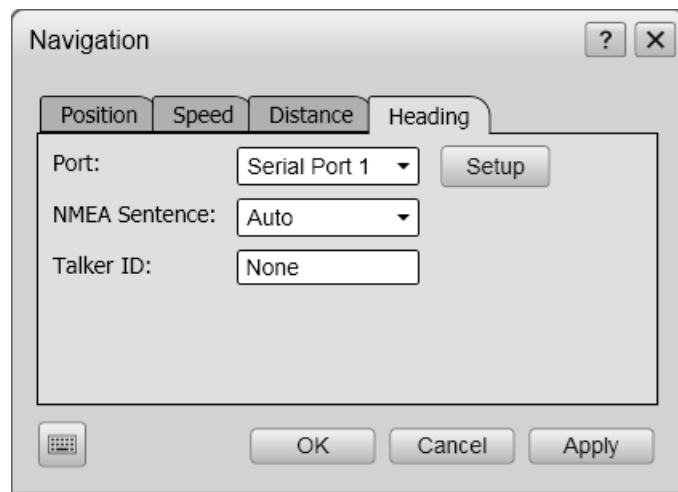 Navigation ? X
Position Speed Distance Heading
Port: Serial Port 1 Setup
NMEA Sentence: Auto
Talker ID: None
OK Cancel Apply